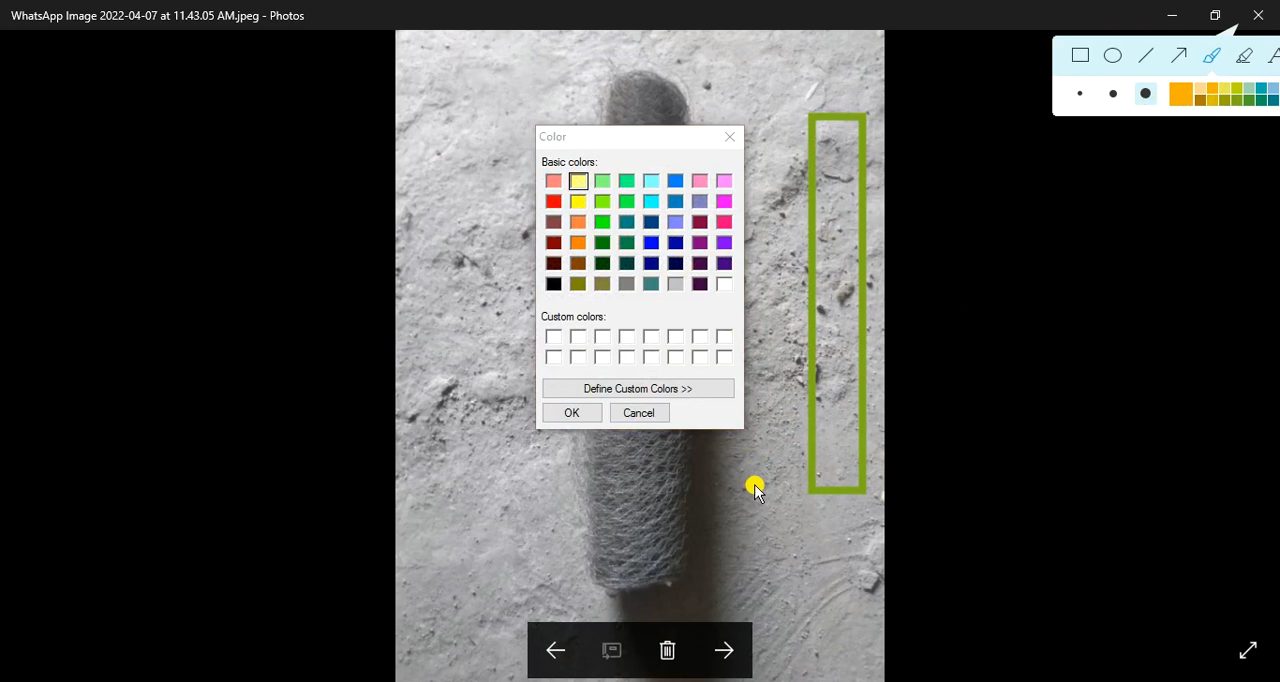 WhatsApp Image 2022-04-07 at 11.43.05 AM.jpeg - Photos
Color
Basic colors:
Custom colors:
Define Custom Colors >>
OK
Cancel